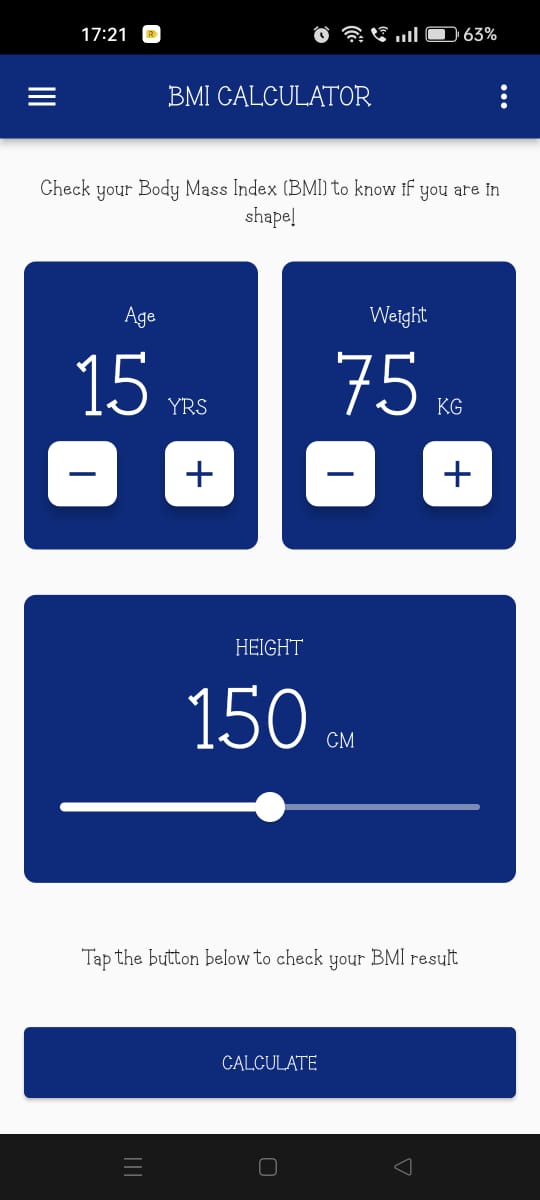 17:21
63%
BMI CALCULATOR
Check your Body Mass Index (BMI) to know if you are in
shape!
Age
15 YRS
Weight
75 KG
HEIGHT
150 CM
Tap the button below to check your BMI result
CALCULATE